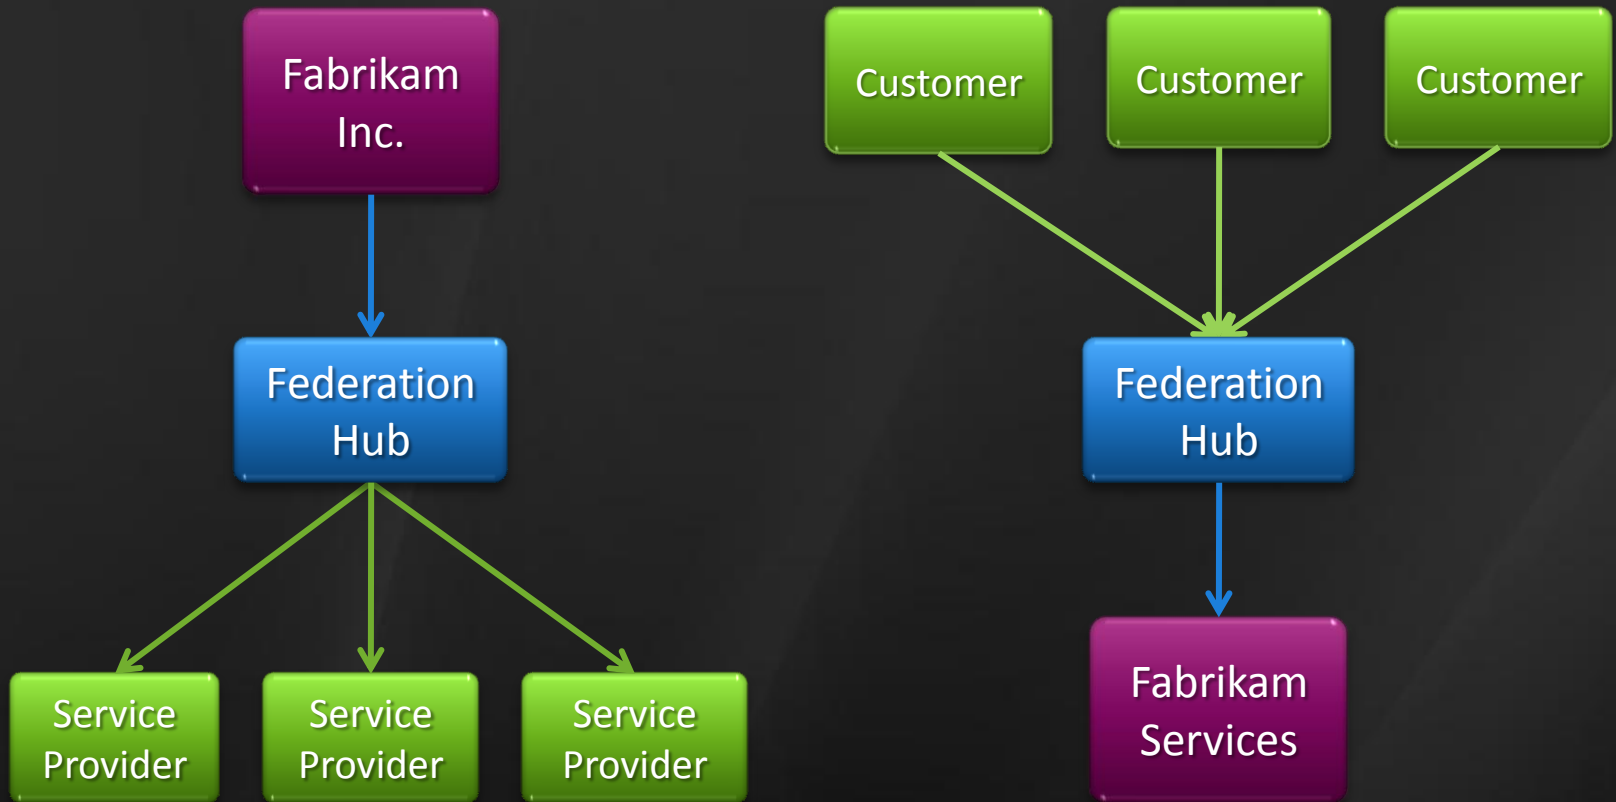 Fabrikam
Inc.
Federation
Hub
Service
Provider
Service
Provider
Service
Provider
Customer
Customer
Customer
Federation
Hub
Fabrikam
Services